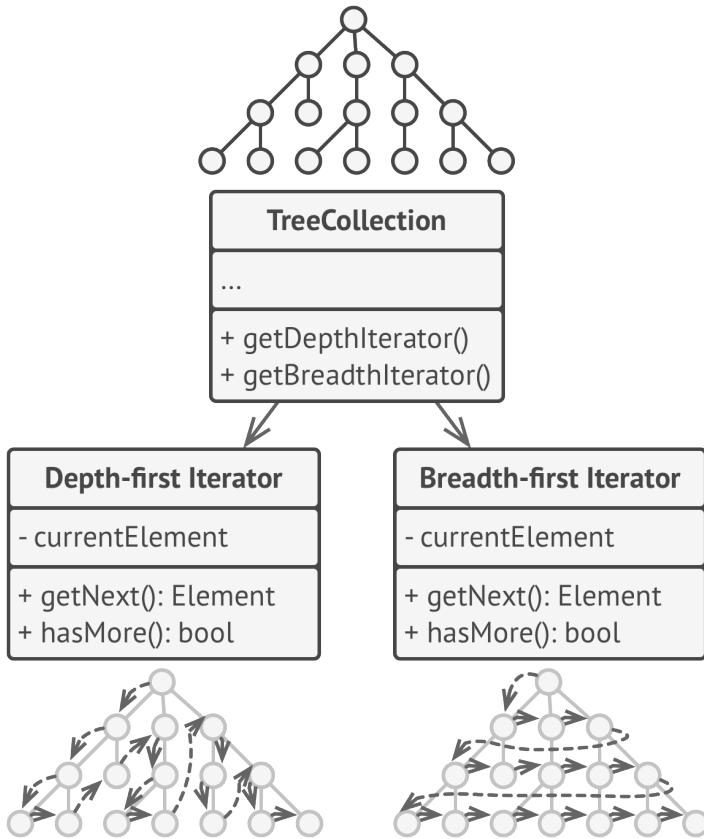 TreeCollection
...
+ getDepthIterator()
+ getBreadthIterator()
Depth-first Iterator
- currentElement
+ getNext(): Element
+ hasMore(): bool
Breadth-first Iterator
- currentElement
+ getNext(): Element
+ hasMore(): bool